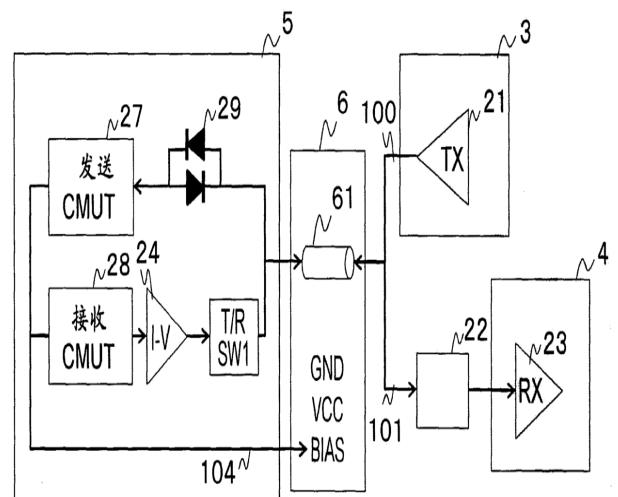 5
3
27
29
6
100
21
发送
CMUT
TX
61
28
24
4
接收
CMUT
I-V
T/R
SW1
22
23
RX
GND
VCC
BIAS
101
104